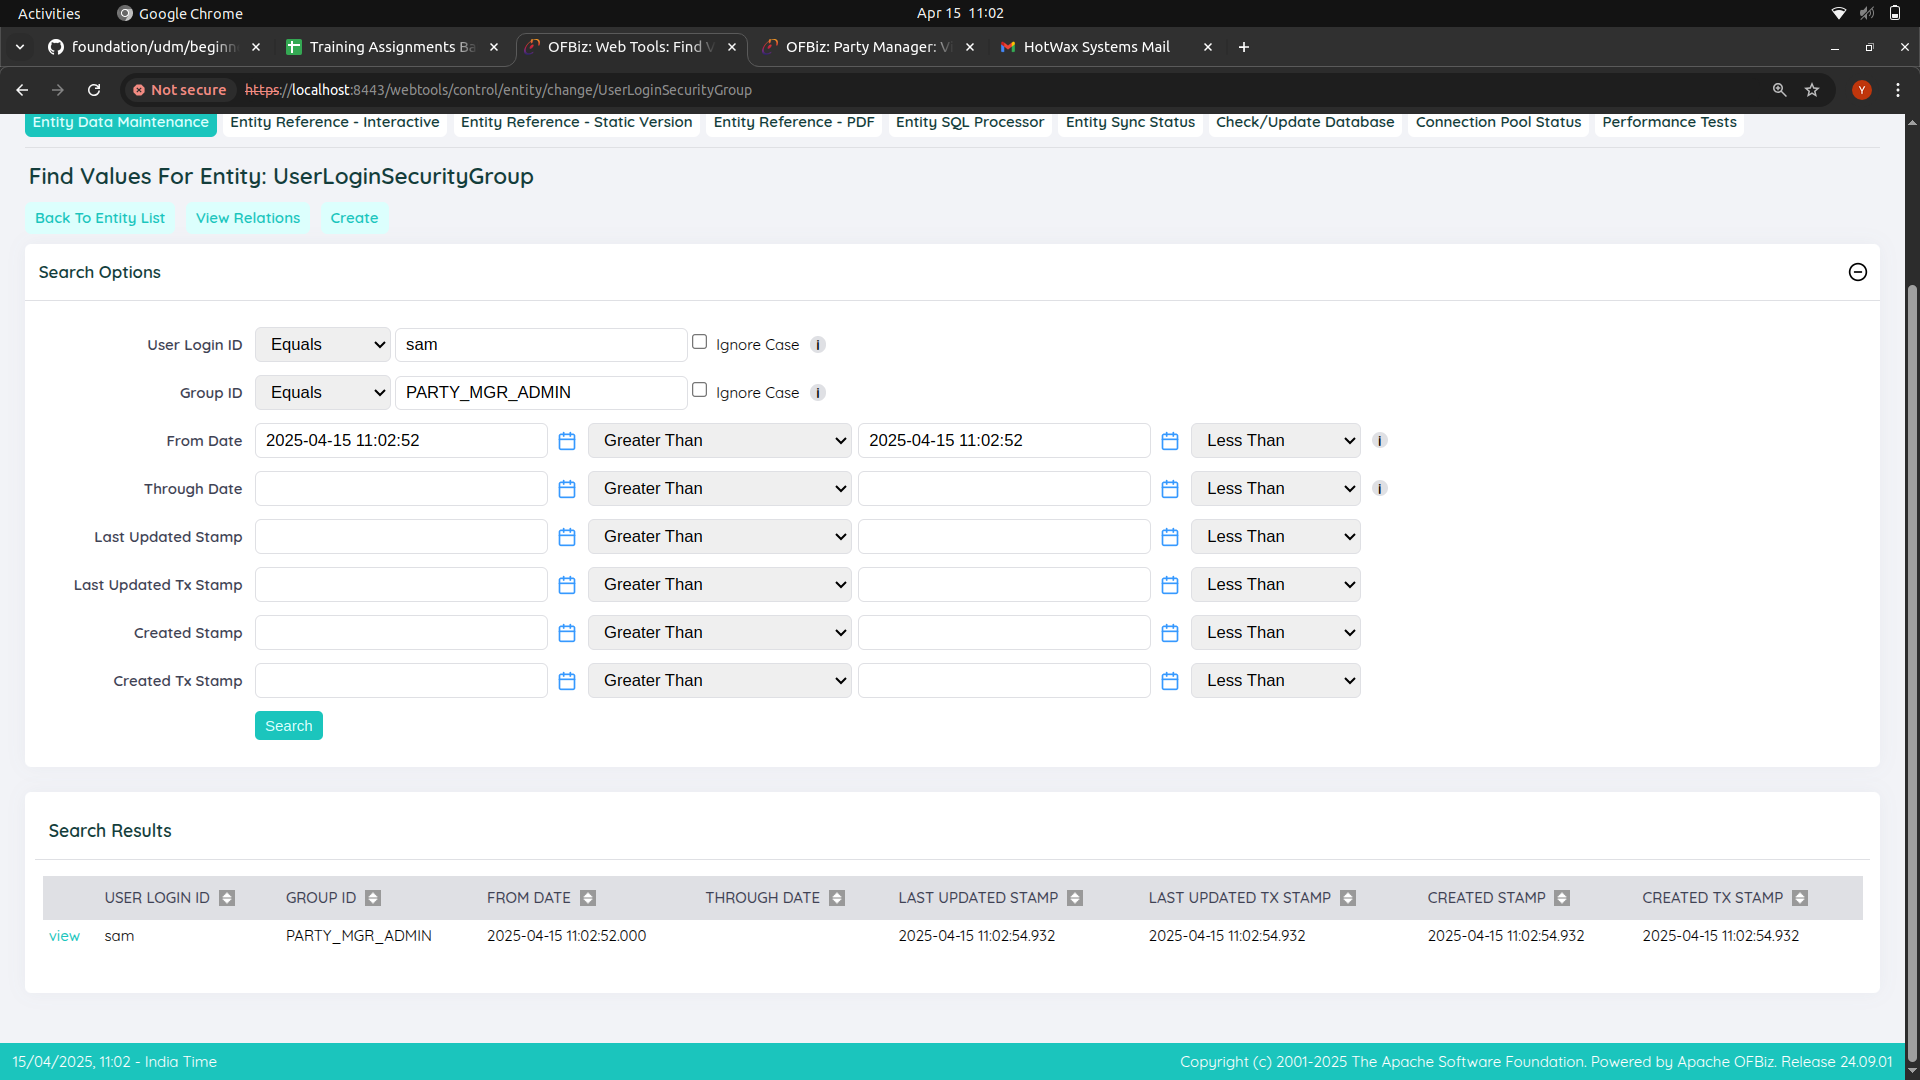 Activities Google Chrome Apr 15 11:02
foundation/udm/beginn Training Assignments Ba OFBiz: Web Tools: Find V OFBiz: Party Manager: Vi HotWax Systems Mail
Not secure https://localhost:8443/webtools/control/entity/change/UserLoginSecurityGroup Y
Entity Data Maintenance Entity Reference - Interactive Entity Reference - Static Version Entity Reference - PDF Entity SQL Processor Entity Sync Status Check/Update Database Connection Pool Status Performance Tests
Find Values For Entity: UserLoginSecurityGroup
Back To Entity List View Relations Create
Search Options
User Login ID Equals sam Ignore Case i
Group ID Equals PARTY_MGR_ADMIN Ignore Case i
From Date 2025-04-15 11:02:52 Greater Than 2025-04-15 11:02:52 Less Than i
Through Date Greater Than Less Than i
Last Updated Stamp Greater Than Less Than
Last Updated Tx Stamp Greater Than Less Than
Created Stamp Greater Than Less Than
Created Tx Stamp Greater Than Less Than
Search
Search Results
USER LOGIN ID GROUP ID FROM DATE THROUGH DATE LAST UPDATED STAMP LAST UPDATED TX STAMP CREATED STAMP CREATED TX STAMP
view sam PARTY_MGR_ADMIN 2025-04-15 11:02:52.000 2025-04-15 11:02:54.932 2025-04-15 11:02:54.932 2025-04-15 11:02:54.932 2025-04-15 11:02:54.932
15/04/2025, 11:02 - India Time Copyright (c) 2001-2025 The Apache Software Foundation. Powered by Apache OFBiz. Release 24.09.01